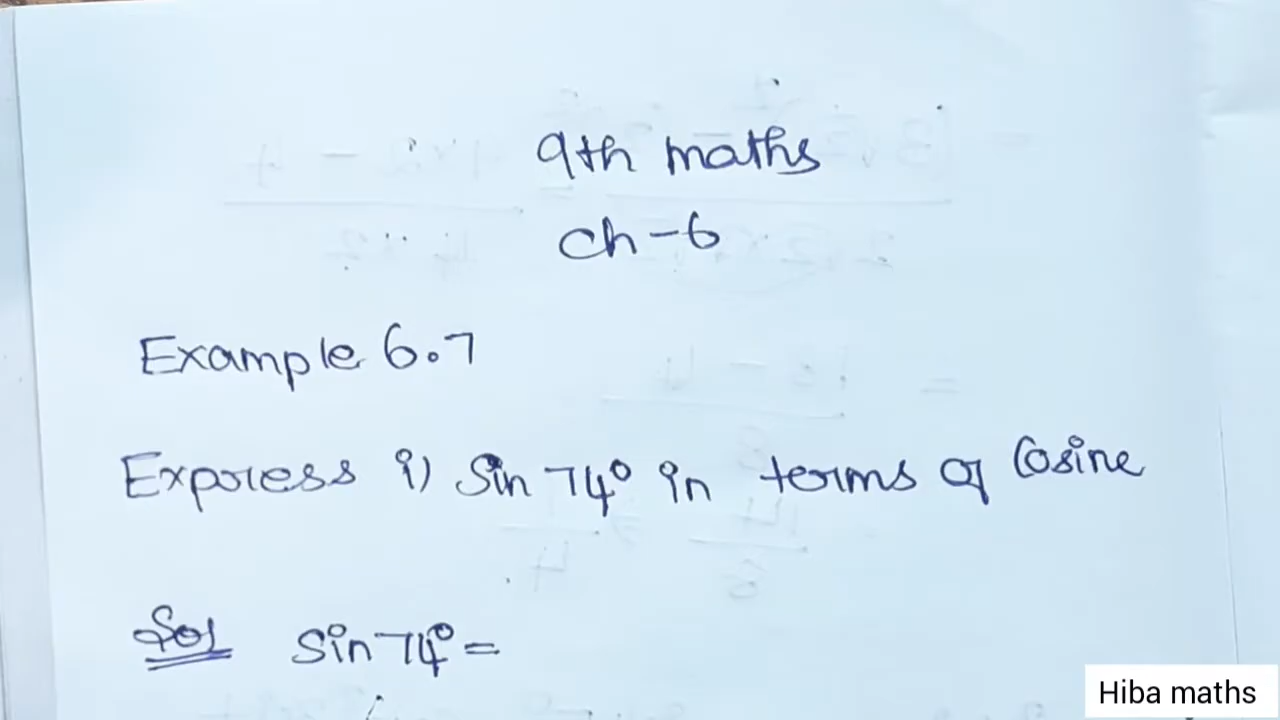 9th maths
Ch-6
Example 6.7
Express i) Sin 74° in terms of Cosine
Sol Sin 74° =
Hiba maths